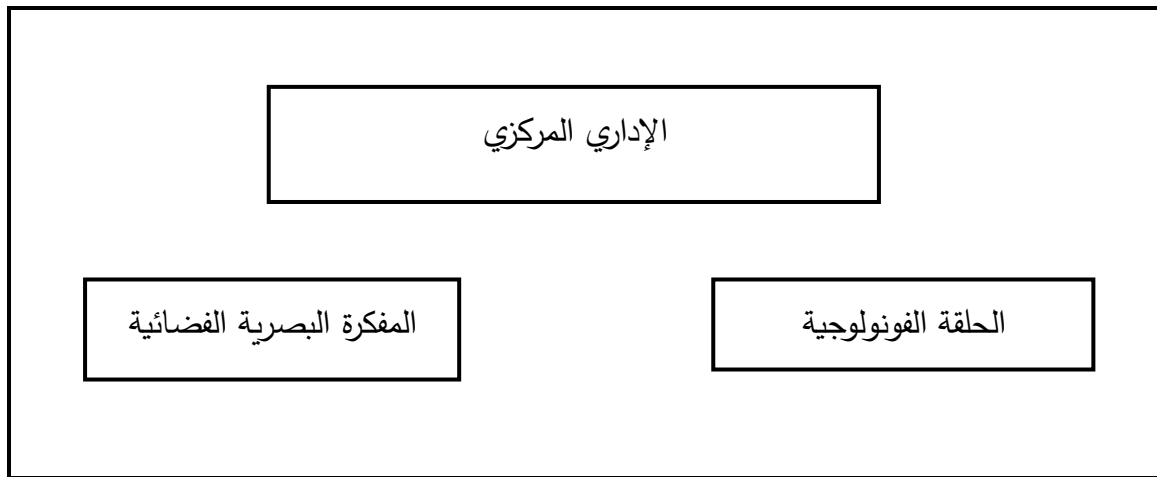 الإداري المركزي
الحلقة الفونولوجية
المفكرة البصرية الفضائية